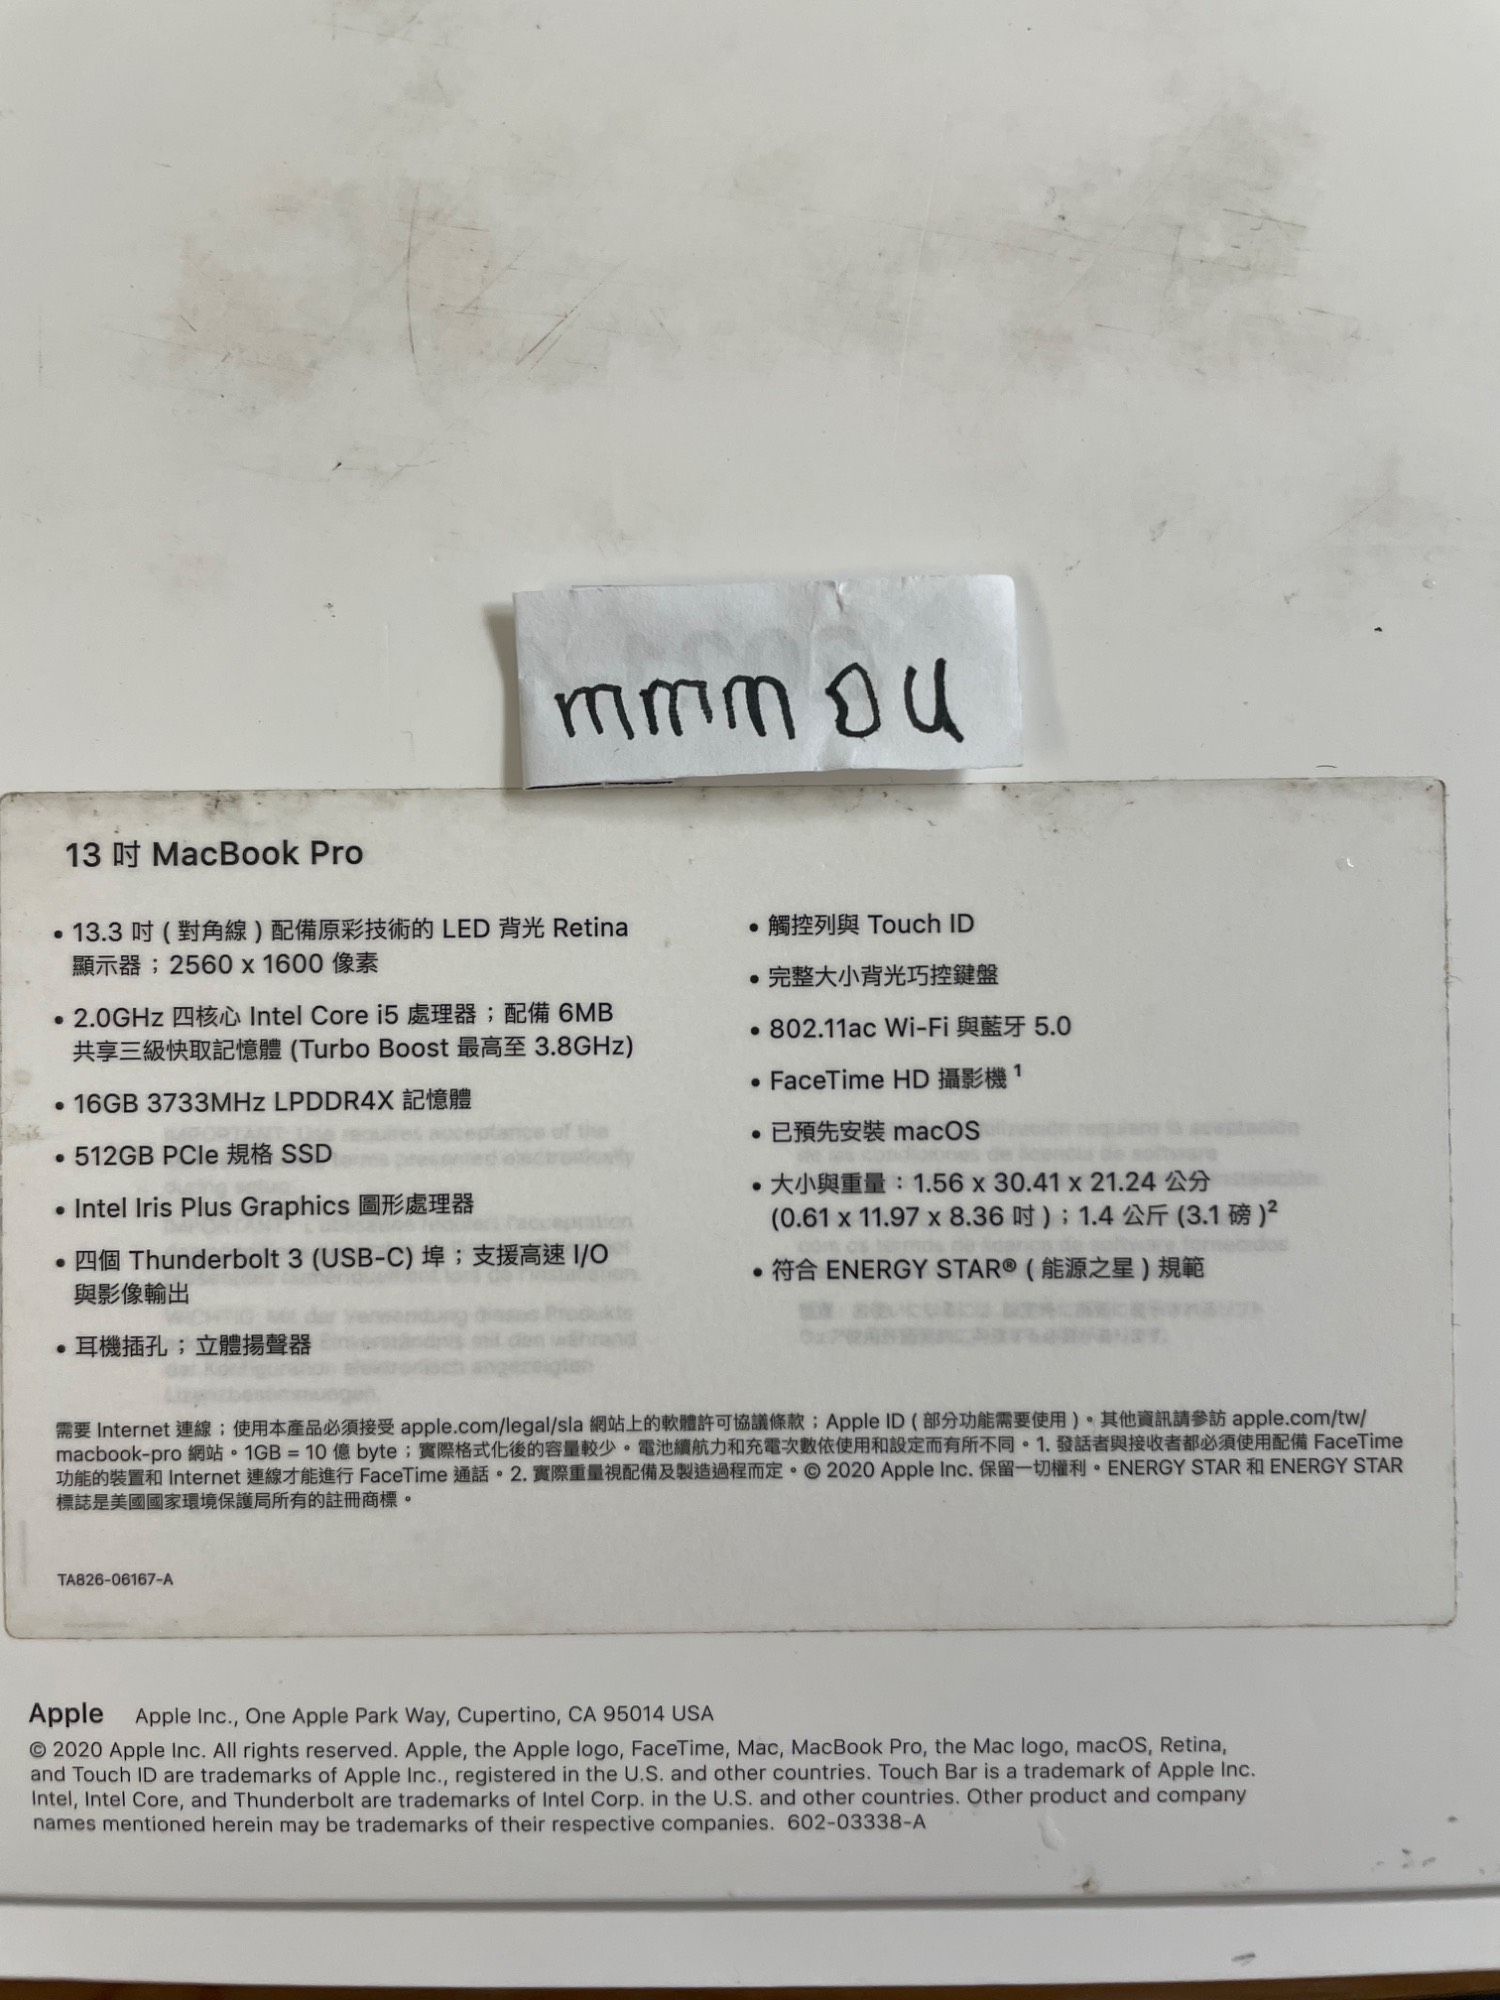 mmmou
13 吋 MacBook Pro
• 13.3 吋 ( 對角線 ) 配備原彩技術的 LED 背光 Retina
顯示器；2560 x 1600 像素
• 2.0GHz 四核心 Intel Core i5 處理器；配備 6MB
共享三級快取記憶體 (Turbo Boost 最高至 3.8GHz)
• 16GB 3733MHz LPDDR4X 記憶體
• 512GB PCIe 規格 SSD
• Intel Iris Plus Graphics 圖形處理器
• 四個 Thunderbolt 3 (USB-C) 埠；支援高速 I/O
與影像輸出
• 耳機插孔；立體揚聲器
• 觸控列與 Touch ID
• 完整大小背光巧控鍵盤
• 802.11ac Wi-Fi 與藍牙 5.0
• FaceTime HD 攝影機¹
• 已預先安裝 macOS
• 大小與重量：1.56 x 30.41 x 21.24 公分
(0.61 x 11.97 x 8.36 吋 )；1.4 公斤 (3.1 磅 )²
• 符合 ENERGY STAR® ( 能源之星 ) 規範
需要 Internet 連線；使用本產品必須接受 apple.com/legal/sla 網站上的軟體許可協議條款；Apple ID ( 部分功能需要使用 )。其他資訊請參訪 apple.com/tw/
macbook-pro 網站。1GB = 10 億 byte；實際格式化後的容量較少。電池續航力和充電次數依使用和設定而有所不同。1. 發話者與接收者都必須使用配備 FaceTime
功能的裝置和 Internet 連線才能進行 FaceTime 通話。2. 實際重量視配備及製造過程而定。© 2020 Apple Inc. 保留一切權利。ENERGY STAR 和 ENERGY STAR
標誌是美國國家環境保護局所有的註冊商標。
TA826-06167-A
Apple Apple Inc., One Apple Park Way, Cupertino, CA 95014 USA
© 2020 Apple Inc. All rights reserved. Apple, the Apple logo, FaceTime, Mac, MacBook Pro, the Mac logo, macOS, Retina,
and Touch ID are trademarks of Apple Inc., registered in the U.S. and other countries. Touch Bar is a trademark of Apple Inc.
Intel, Intel Core, and Thunderbolt are trademarks of Intel Corp. in the U.S. and other countries. Other product and company
names mentioned herein may be trademarks of their respective companies. 602-03338-A